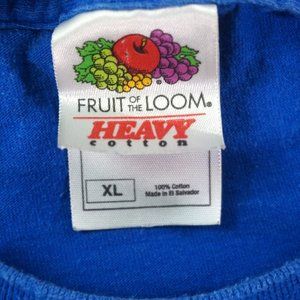 FRUIT OF THE LOOM®
HEAVY
cotton
XL
100% Cotton
Made in El Salvador